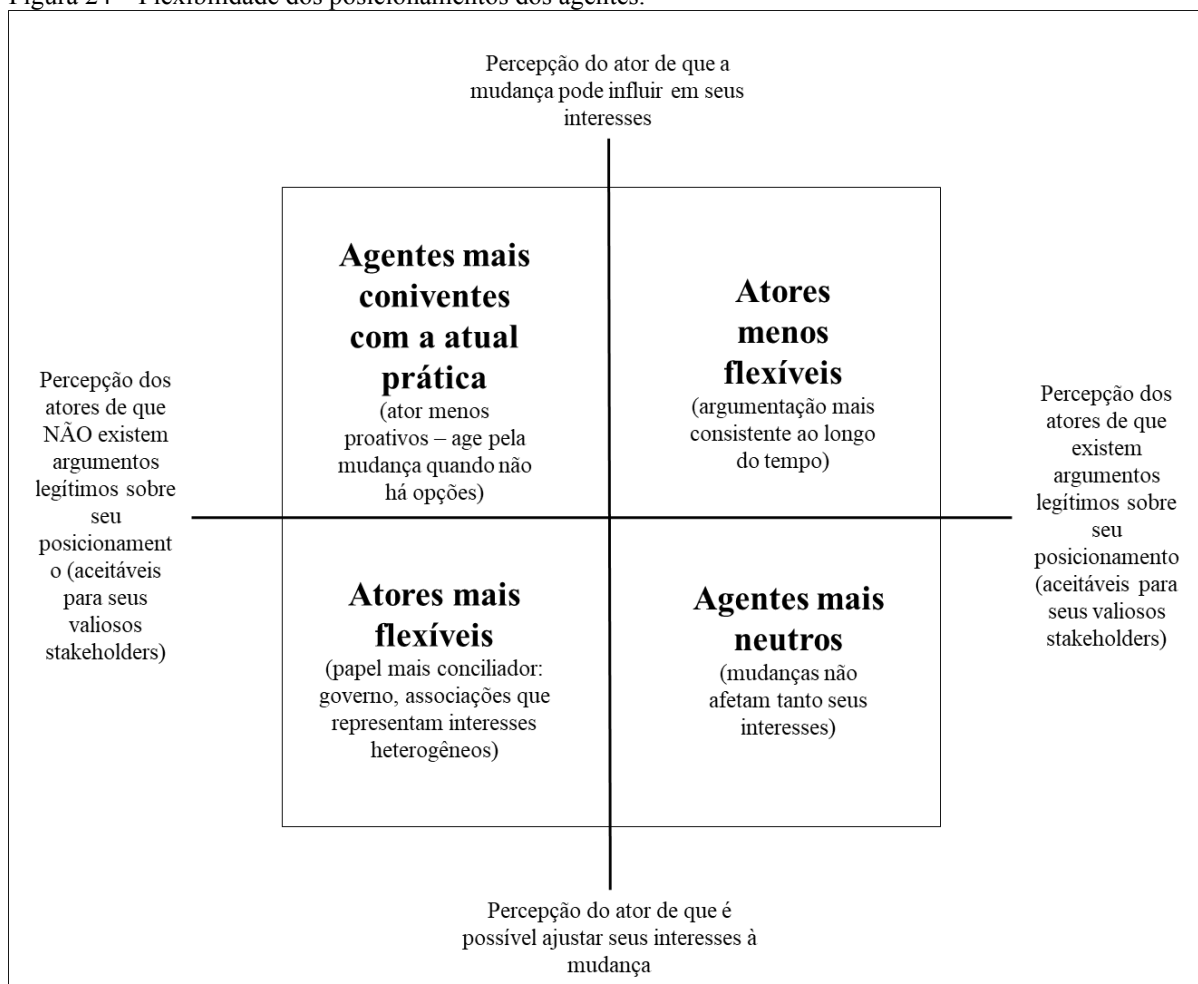 Figura 24 – Flexibilidade dos posicionamentos dos agentes.
Percepção do ator de que a
mudança pode influir em seus
interesses
Agentes mais
coniventes
com a atual
prática
(ator menos
proativos – age pela
mudança quando não
há opções)
Atores
menos
flexíveis
(argumentação mais
consistente ao longo
do tempo)
Percepção dos
atores de que
NÃO existem
argumentos
legítimos sobre
seu
posicionament
o (aceitáveis
para seus
valiosos
stakeholders)
Percepção dos
atores de que
existem
argumentos
legítimos sobre
seu
posicionamento
(aceitáveis para
seus valiosos
stakeholders)
Atores mais
flexíveis
(papel mais conciliador:
governo, associações que
representam interesses
heterogêneos)
Agentes mais
neutros
(mudanças não
afetam tanto seus
interesses)
Percepção do ator de que é
possível ajustar seus interesses à
mudança